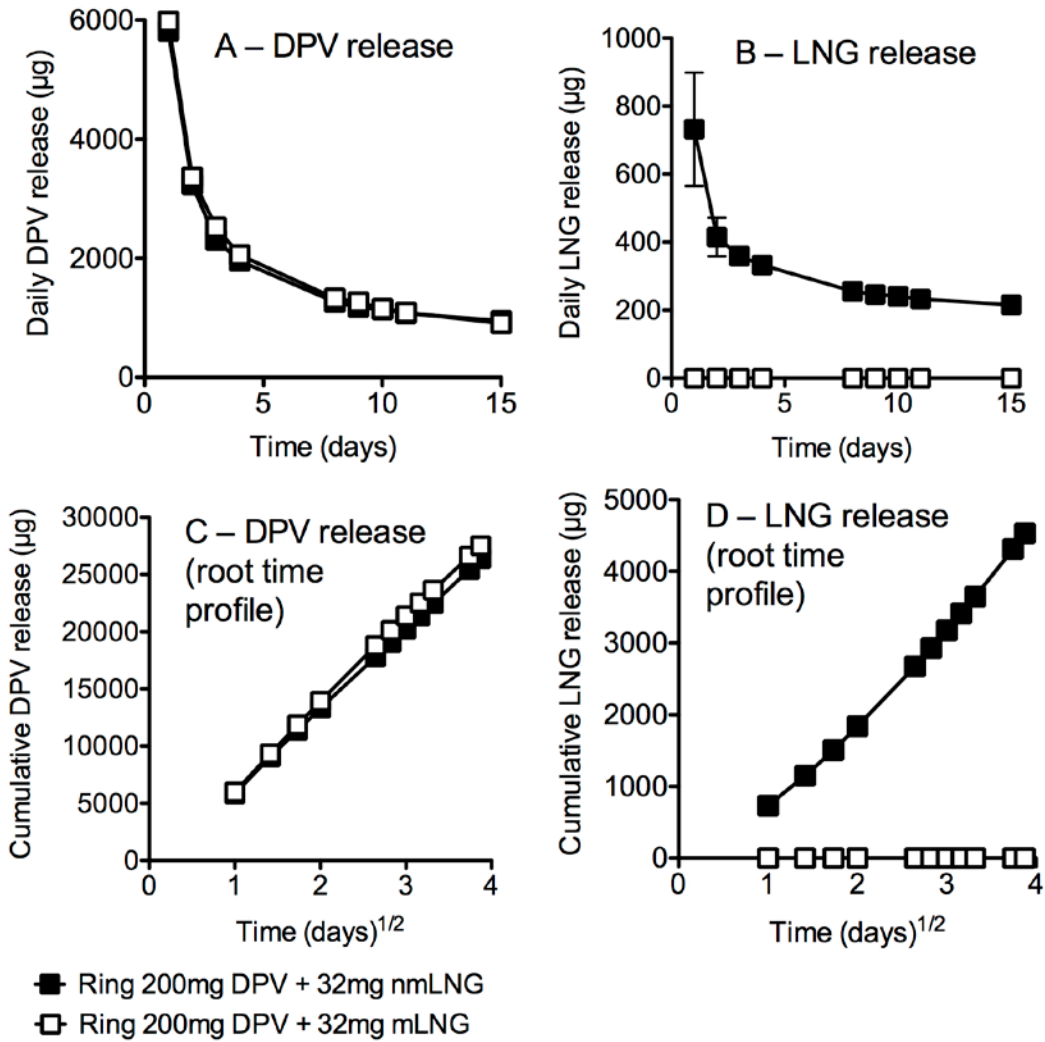 A – DPV release
Daily DPV release (µg)
6000
4000
2000
0
0 5 10 15
Time (days)
B – LNG release
Daily LNG release (µg)
1000
800
600
400
200
0
0 5 10 15
Time (days)
C – DPV release
(root time
profile)
Cumulative DPV release (µg)
30000
25000
20000
15000
10000
5000
0
0 1 2 3 4
Time (days)1/2
D – LNG release
(root time
profile)
Cumulative LNG release (µg)
5000
4000
3000
2000
1000
0
0 1 2 3 4
Time (days)1/2
Ring 200mg DPV + 32mg nmLNG
Ring 200mg DPV + 32mg mLNG